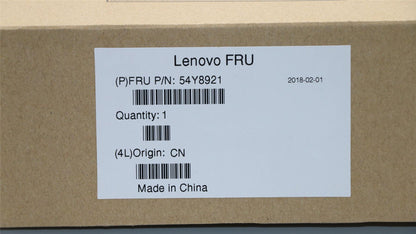 Lenovo FRU
(P)FRU P/N: 54Y8921
2018-02-01
Quantity: 1
(4L)Origin: CN
Made in China